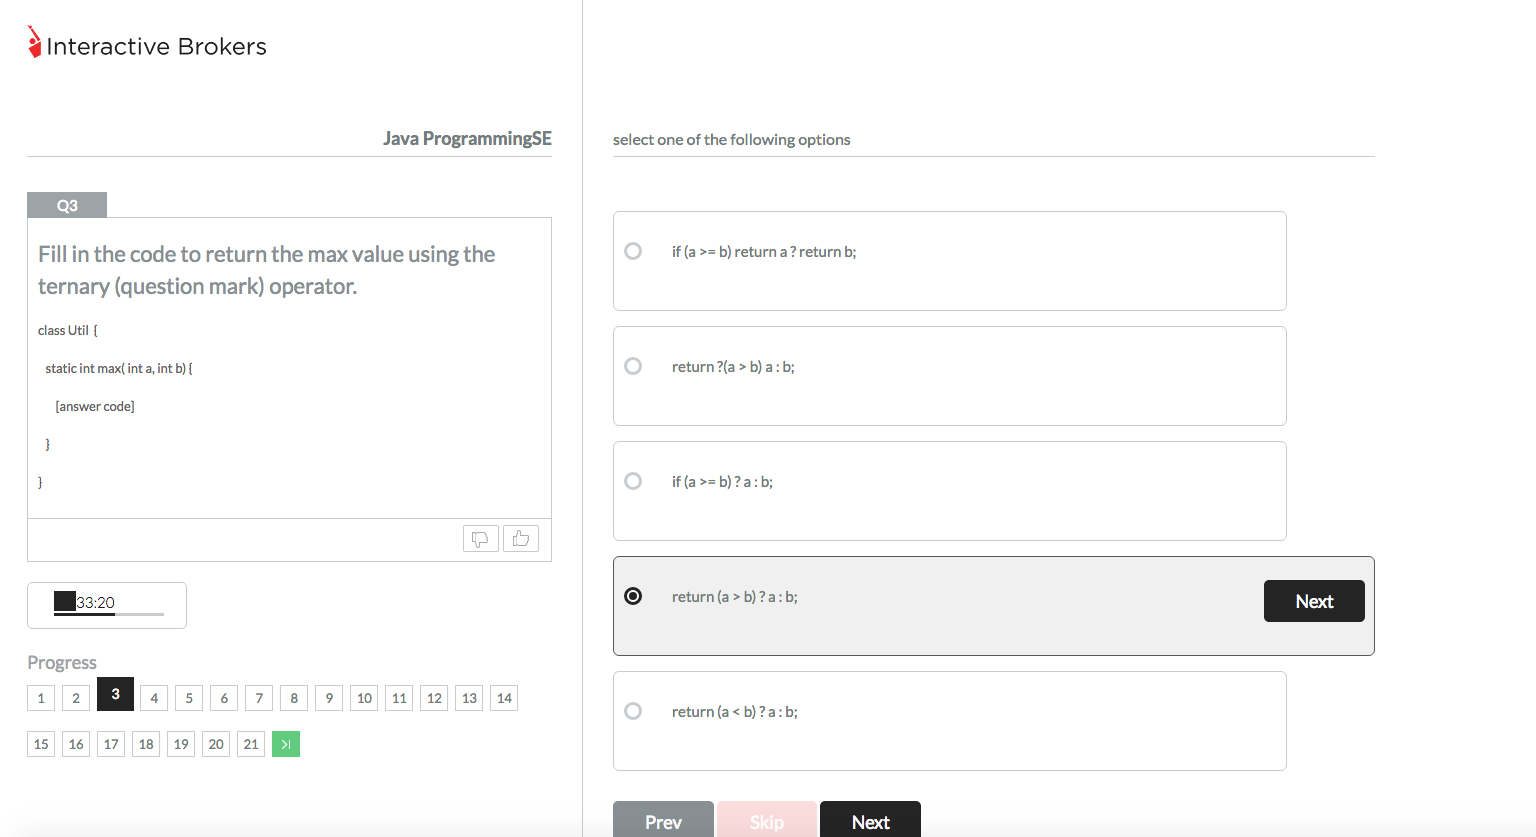 Interactive Brokers
Java ProgrammingSE
Q3
Fill in the code to return the max value using the
ternary (question mark) operator.
class Util {
static int max( int a, int b) {
[answer code]
}
}
33:20
Progress
1 2 3 4 5 6 7 8 9 10 11 12 13 14
15 16 17 18 19 20 21
select one of the following options
if (a >= b) return a ? return b;
return ?(a > b) a : b;
if (a >= b) ? a : b;
return (a > b) ? a : b;
Next
return (a < b) ? a : b;
Prev Skip Next